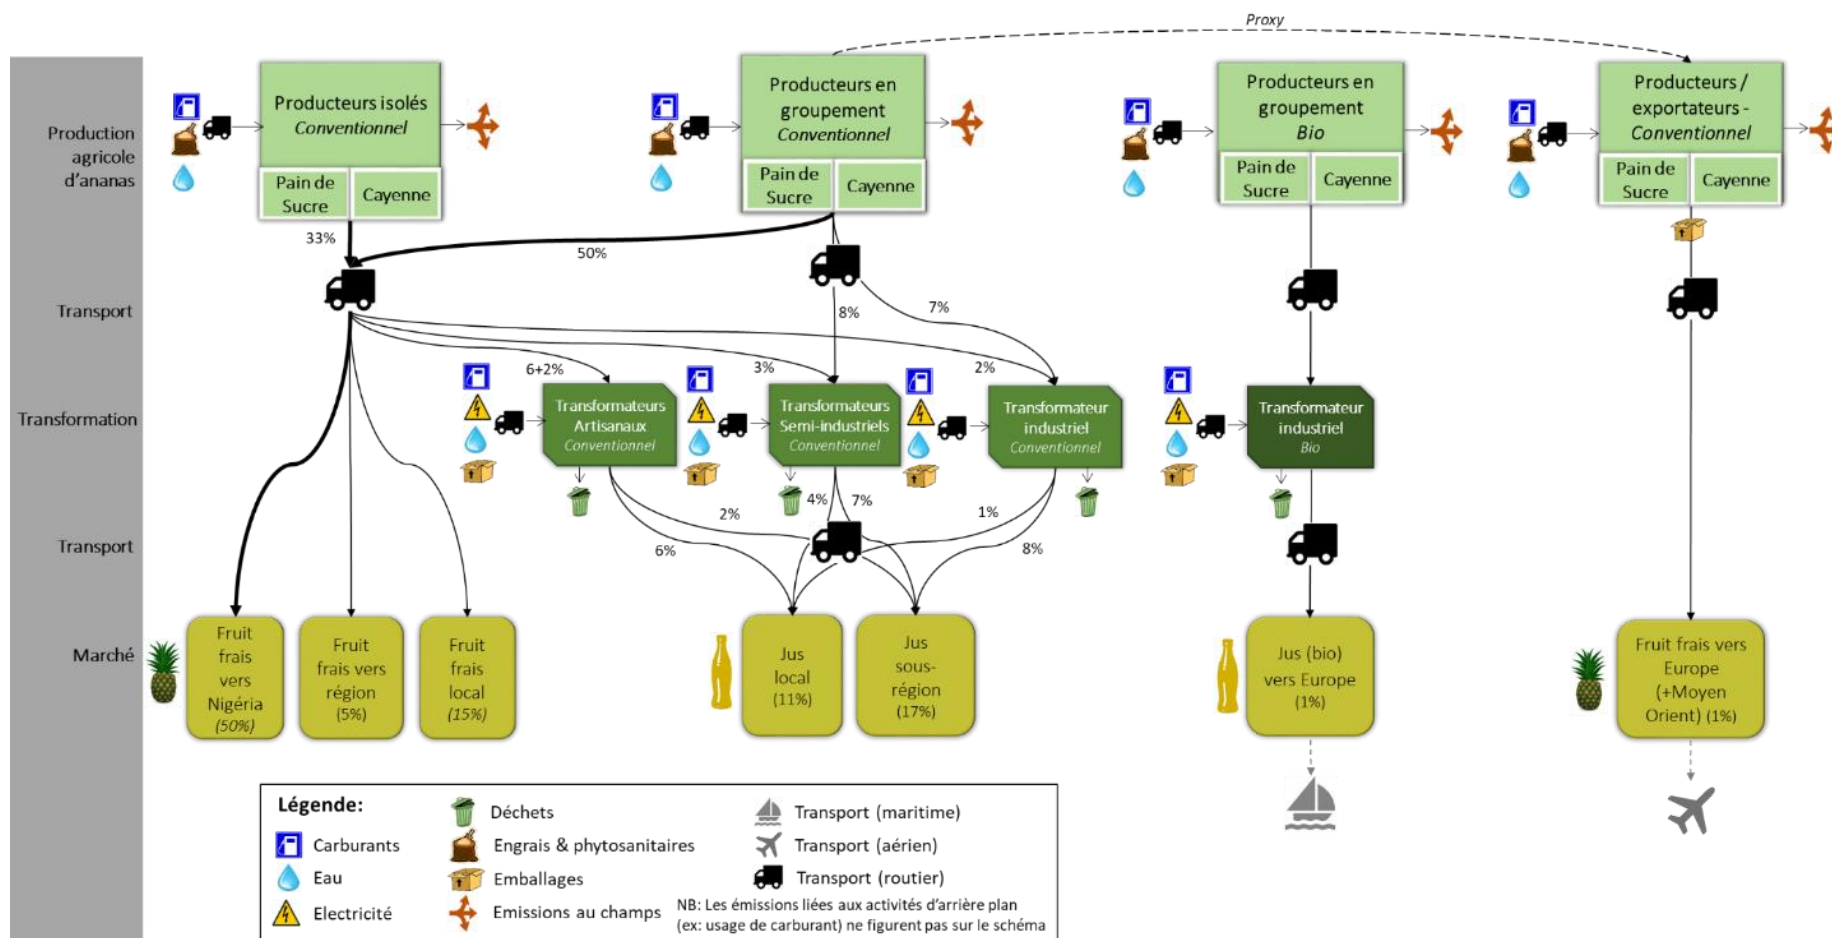 Proxy
Production
agricole
d'ananas
Producteurs isolés
Conventionnel
Pain de
Sucre
Cayenne
Producteurs en
groupement
Conventionnel
Pain de
Sucre
Cayenne
Producteurs en
groupement
Bio
Pain de
Sucre
Cayenne
Producteurs /
exportateurs -
Conventionnel
Pain de
Sucre
Cayenne
33%
50%
Transport
8%
7%
6+2%
3%
2%
Transformation
Transformateurs
Artisanaux
Conventionnel
Transformateurs
Semi-industriels
Conventionnel
Transformateur
industriel
Conventionnel
Transformateur
industriel
Bio
Transport
2%
6%
4%
7%
1%
8%
Marché
Fruit
frais
vers
Nigéria
(50%)
Fruit
frais vers
région
(5%)
Fruit
frais
local
(15%)
Jus
local
(11%)
Jus
sous-
région
(17%)
Jus (bio)
vers Europe
(1%)
Fruit frais vers
Europe
(+Moyen
Orient) (1%)
Légende:
Carburants
Eau
Electricité
Déchets
Engrais & phytosanitaires
Emballages
Emissions au champs
Transport (maritime)
Transport (aérien)
Transport (routier)
NB: Les émissions liées aux activités d'arrière plan
(ex: usage de carburant) ne figurent pas sur le schéma